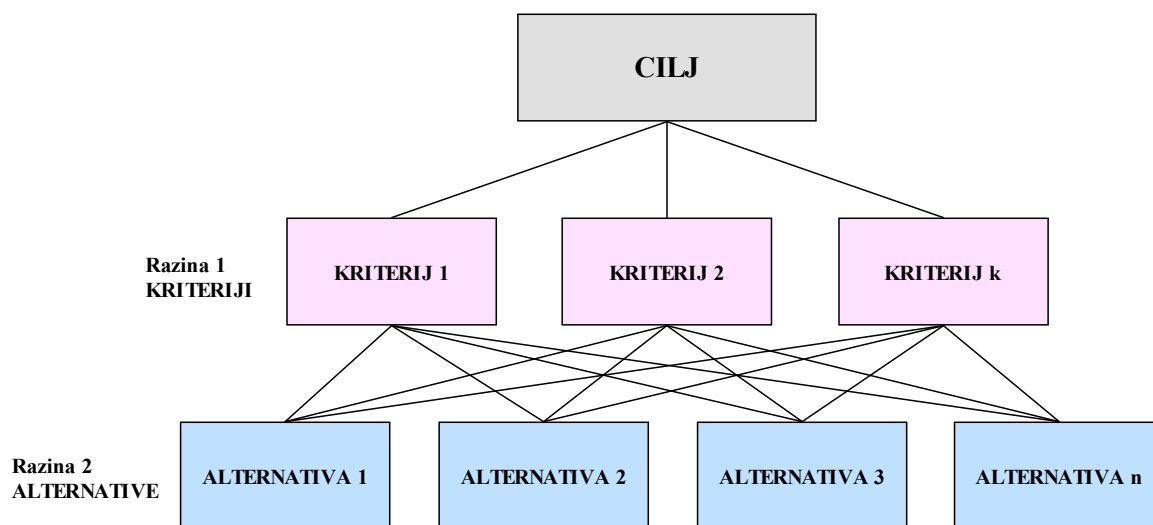 CILJ
Razina 1
KRITERIJI
KRITERIJ 1
KRITERIJ 2
KRITERIJ k
Razina 2
ALTERNATIVE
ALTERNATIVA 1
ALTERNATIVA 2
ALTERNATIVA 3
ALTERNATIVA n